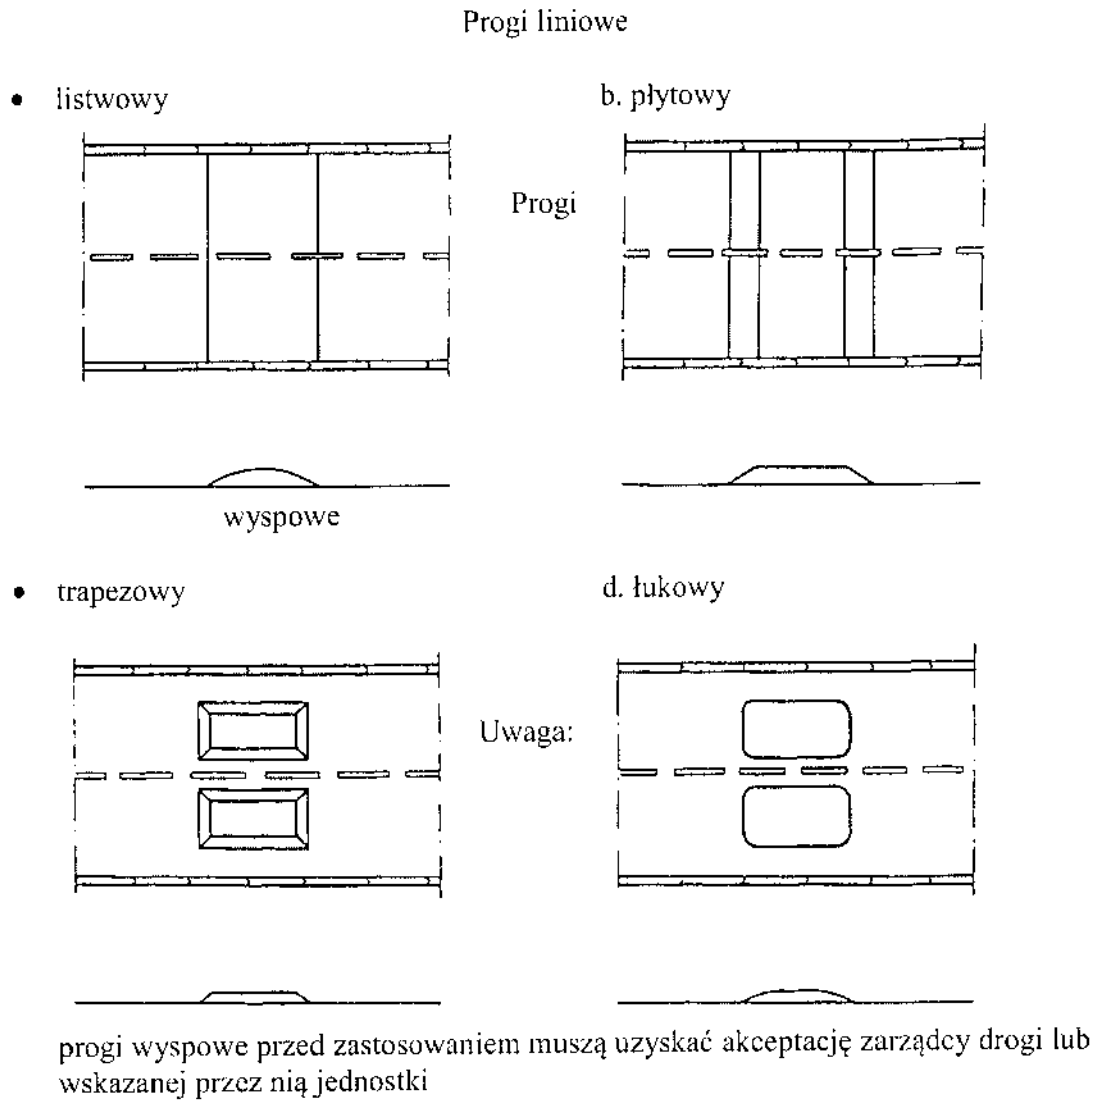 Progi liniowe
• listwowy
b. płytowy
Progi
wyspowe
• trapezowy
d. łukowy
Uwaga:
progi wyspowe przed zastosowaniem muszą uzyskać akceptację zarządcy drogi lub
wskazanej przez nią jednostki